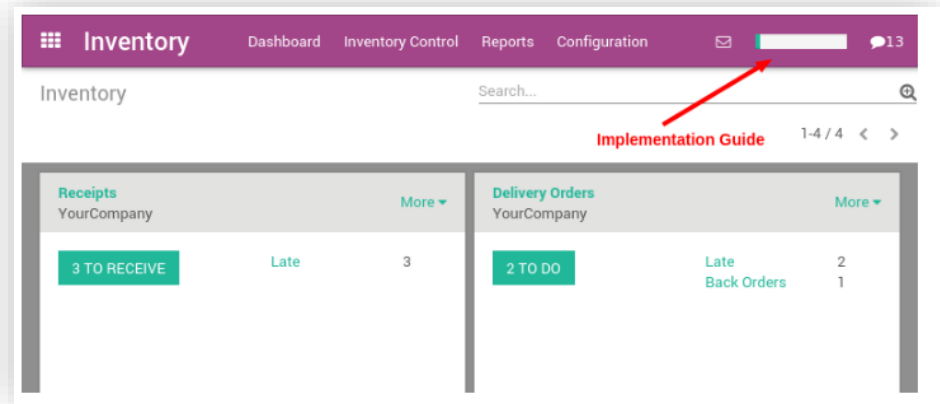 Inventory Dashboard Inventory Control Reports Configuration 13
Inventory Search...
Implementation Guide 1-4 / 4
Receipts
YourCompany
More
3 TO RECEIVE Late 3
Delivery Orders
YourCompany
More
2 TO DO Late 2
Back Orders 1